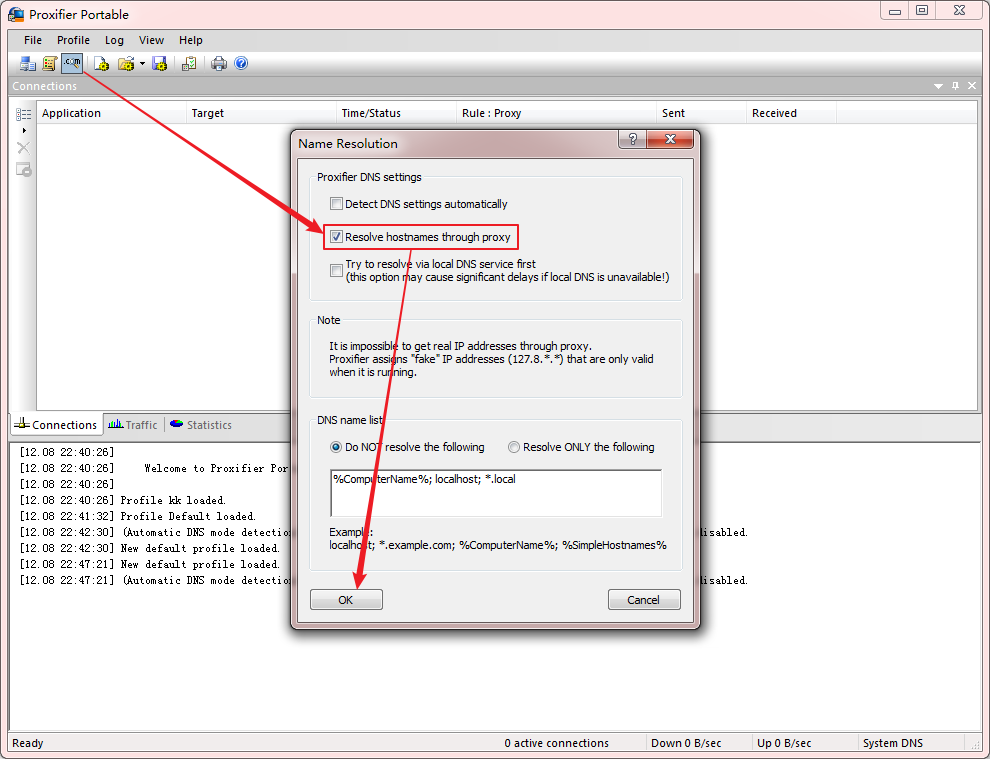 Proxifier Portable
File Profile Log View Help
.com
Connections
Application Target Time/Status Rule : Proxy Sent Received
Name Resolution
Proxifier DNS settings
Detect DNS settings automatically
Resolve hostnames through proxy
Try to resolve via local DNS service first
(this option may cause significant delays if local DNS is unavailable!)
Note
It is impossible to get real IP addresses through proxy.
Proxifier assigns "fake" IP addresses (127.8.*.*) that are only valid
when it is running.
DNS name list
Do NOT resolve the following Resolve ONLY the following
%ComputerName%; localhost; *.local
Example:
localhost; *.example.com; %ComputerName%; %SimpleHostnames%
OK Cancel
Connections Traffic Statistics
[12.08 22:40:26]
[12.08 22:40:26] Welcome to Proxifier Por
[12.08 22:40:26]
[12.08 22:40:26] Profile kk loaded.
[12.08 22:41:32] Profile Default loaded.
[12.08 22:42:30] (Automatic DNS mode detectio disabled.
[12.08 22:42:30] New default profile loaded.
[12.08 22:47:21] New default profile loaded.
[12.08 22:47:21] (Automatic DNS mode detectio disabled.
Ready 0 active connections Down 0 B/sec Up 0 B/sec System DNS